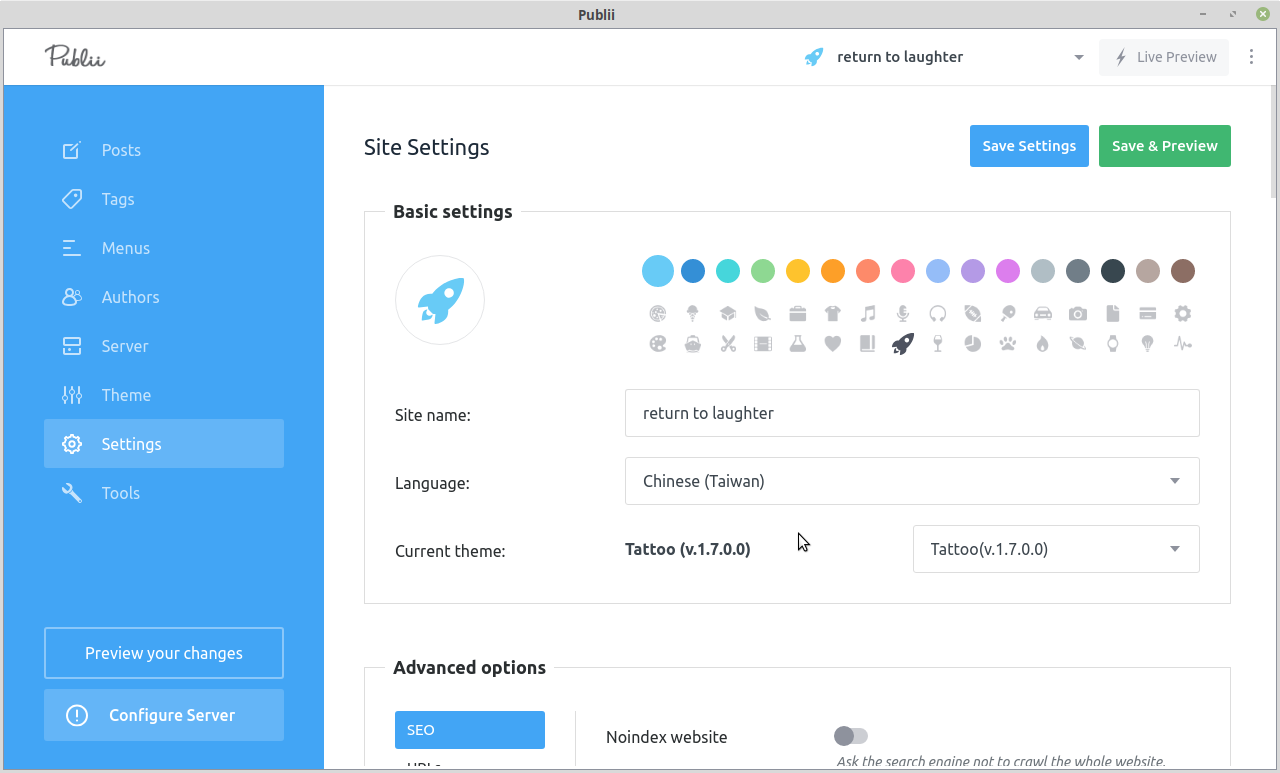 Publii
Publii
return to laughter
Live Preview
Posts
Tags
Menus
Authors
Server
Theme
Settings
Tools
Preview your changes
Configure Server
Site Settings
Save Settings
Save & Preview
Basic settings
Site name:
return to laughter
Language:
Chinese (Taiwan)
Current theme:
Tattoo (v.1.7.0.0)
Tattoo(v.1.7.0.0)
Advanced options
SEO
Noindex website
Ask the search engine not to crawl the whole website.